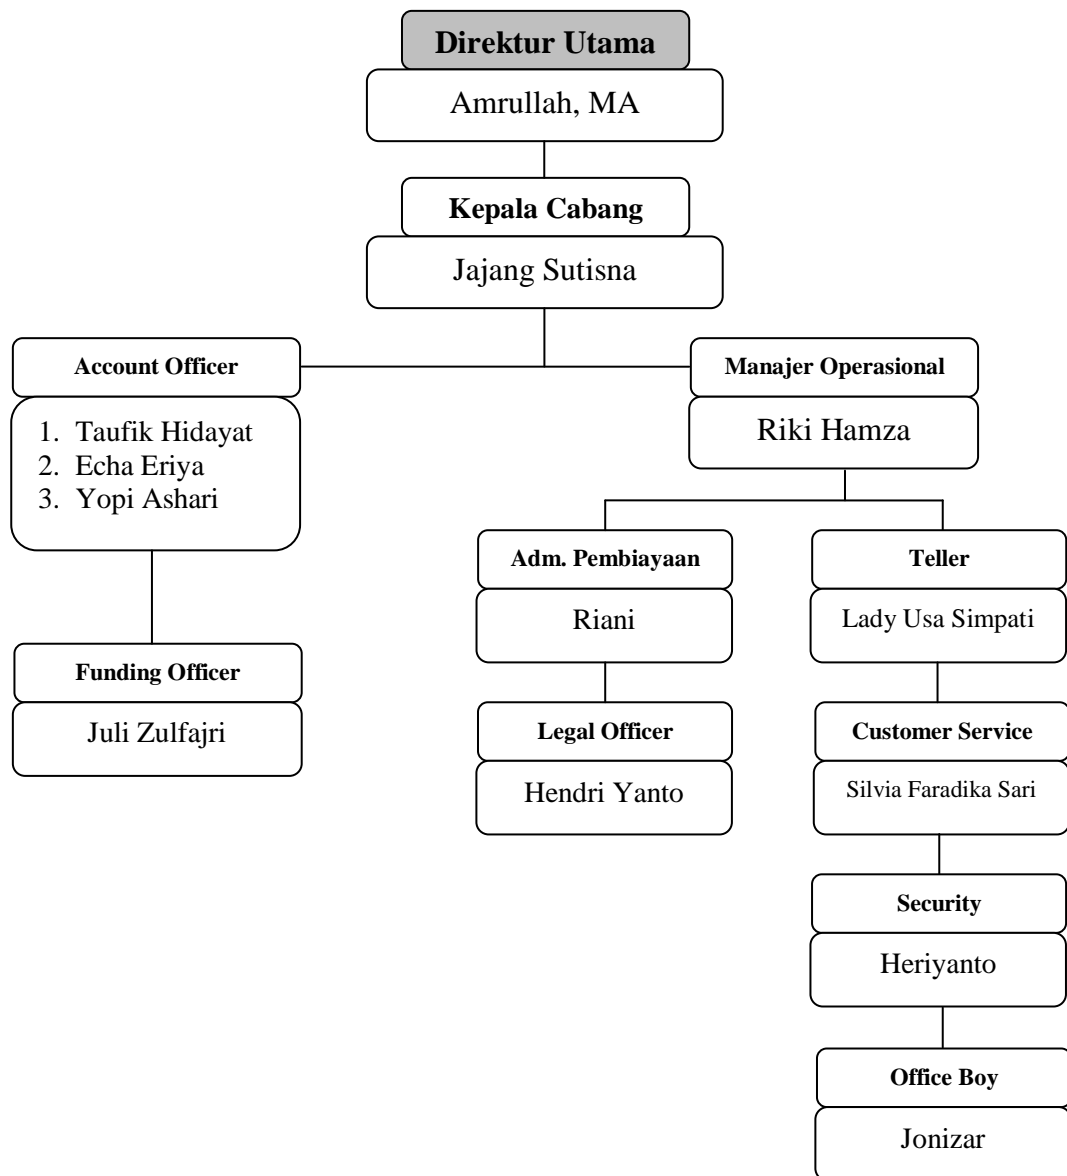 Direktur Utama
Amrullah, MA
Kepala Cabang
Jajang Sutisna
Account Officer
1. Taufik Hidayat
2. Echa Eriya
3. Yopi Ashari
Funding Officer
Juli Zulfajri
Manajer Operasional
Riki Hamza
Adm. Pembiayaan
Riani
Legal Officer
Hendri Yanto
Teller
Lady Usa Simpati
Customer Service
Silvia Faradika Sari
Security
Heriyanto
Office Boy
Jonizar